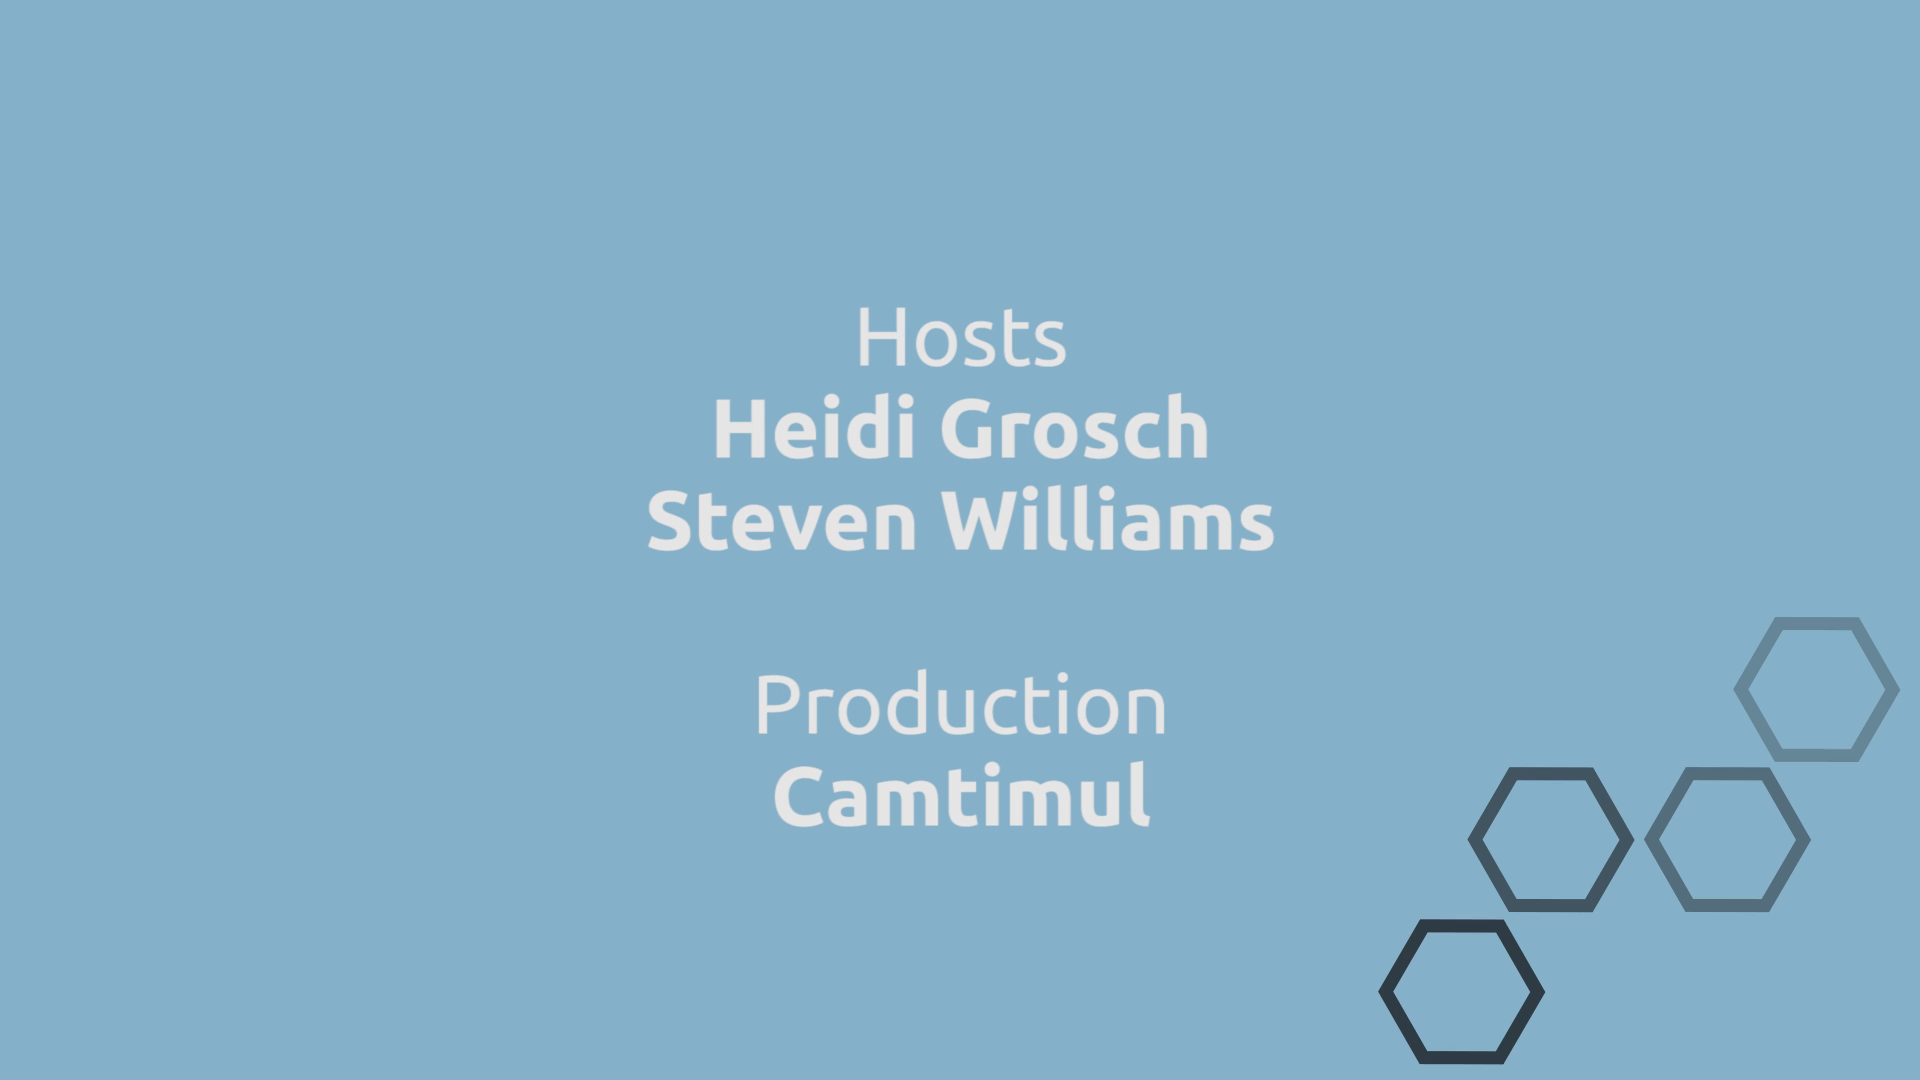 Hosts
Heidi Grosch
Steven Williams
Production
Camtimul